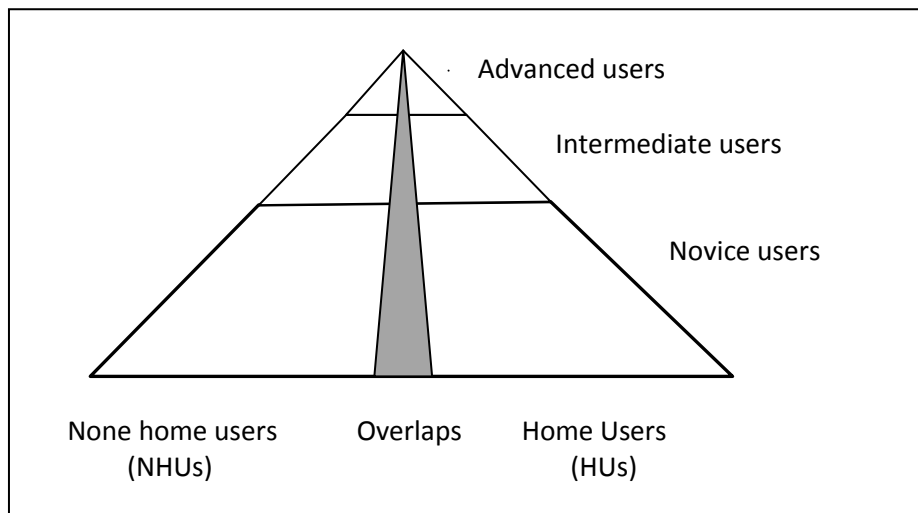 Advanced users
Intermediate users
Novice users
None home users
(NHUs)
Overlaps
Home Users
(HUs)